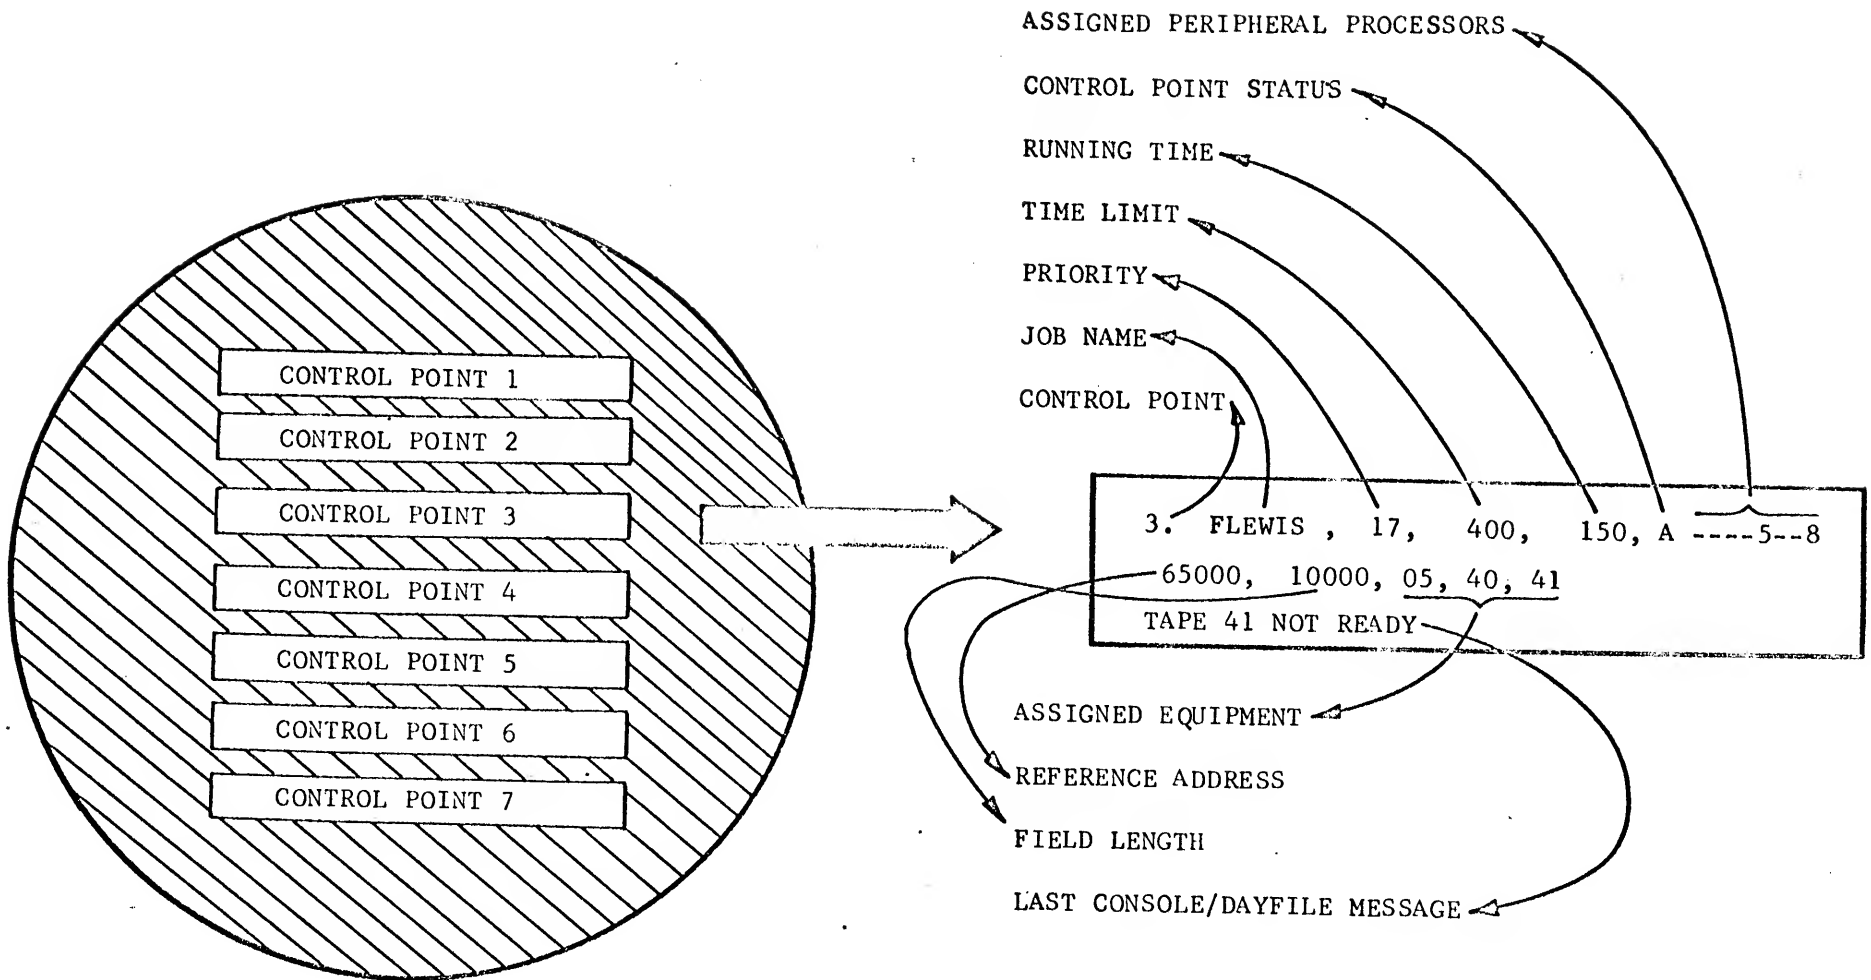 ASSIGNED PERIPHERAL PROCESSORS
CONTROL POINT STATUS
RUNNING TIME
TIME LIMIT
PRIORITY
JOB NAME
CONTROL POINT
CONTROL POINT 1
CONTROL POINT 2
CONTROL POINT 3
CONTROL POINT 4
CONTROL POINT 5
CONTROL POINT 6
CONTROL POINT 7
3. FLEWIS , 17, 400, 150, A ----5--8
65000, 10000, 05, 40, 41
TAPE 41 NOT READY
ASSIGNED EQUIPMENT
REFERENCE ADDRESS
FIELD LENGTH
LAST CONSOLE/DAYFILE MESSAGE